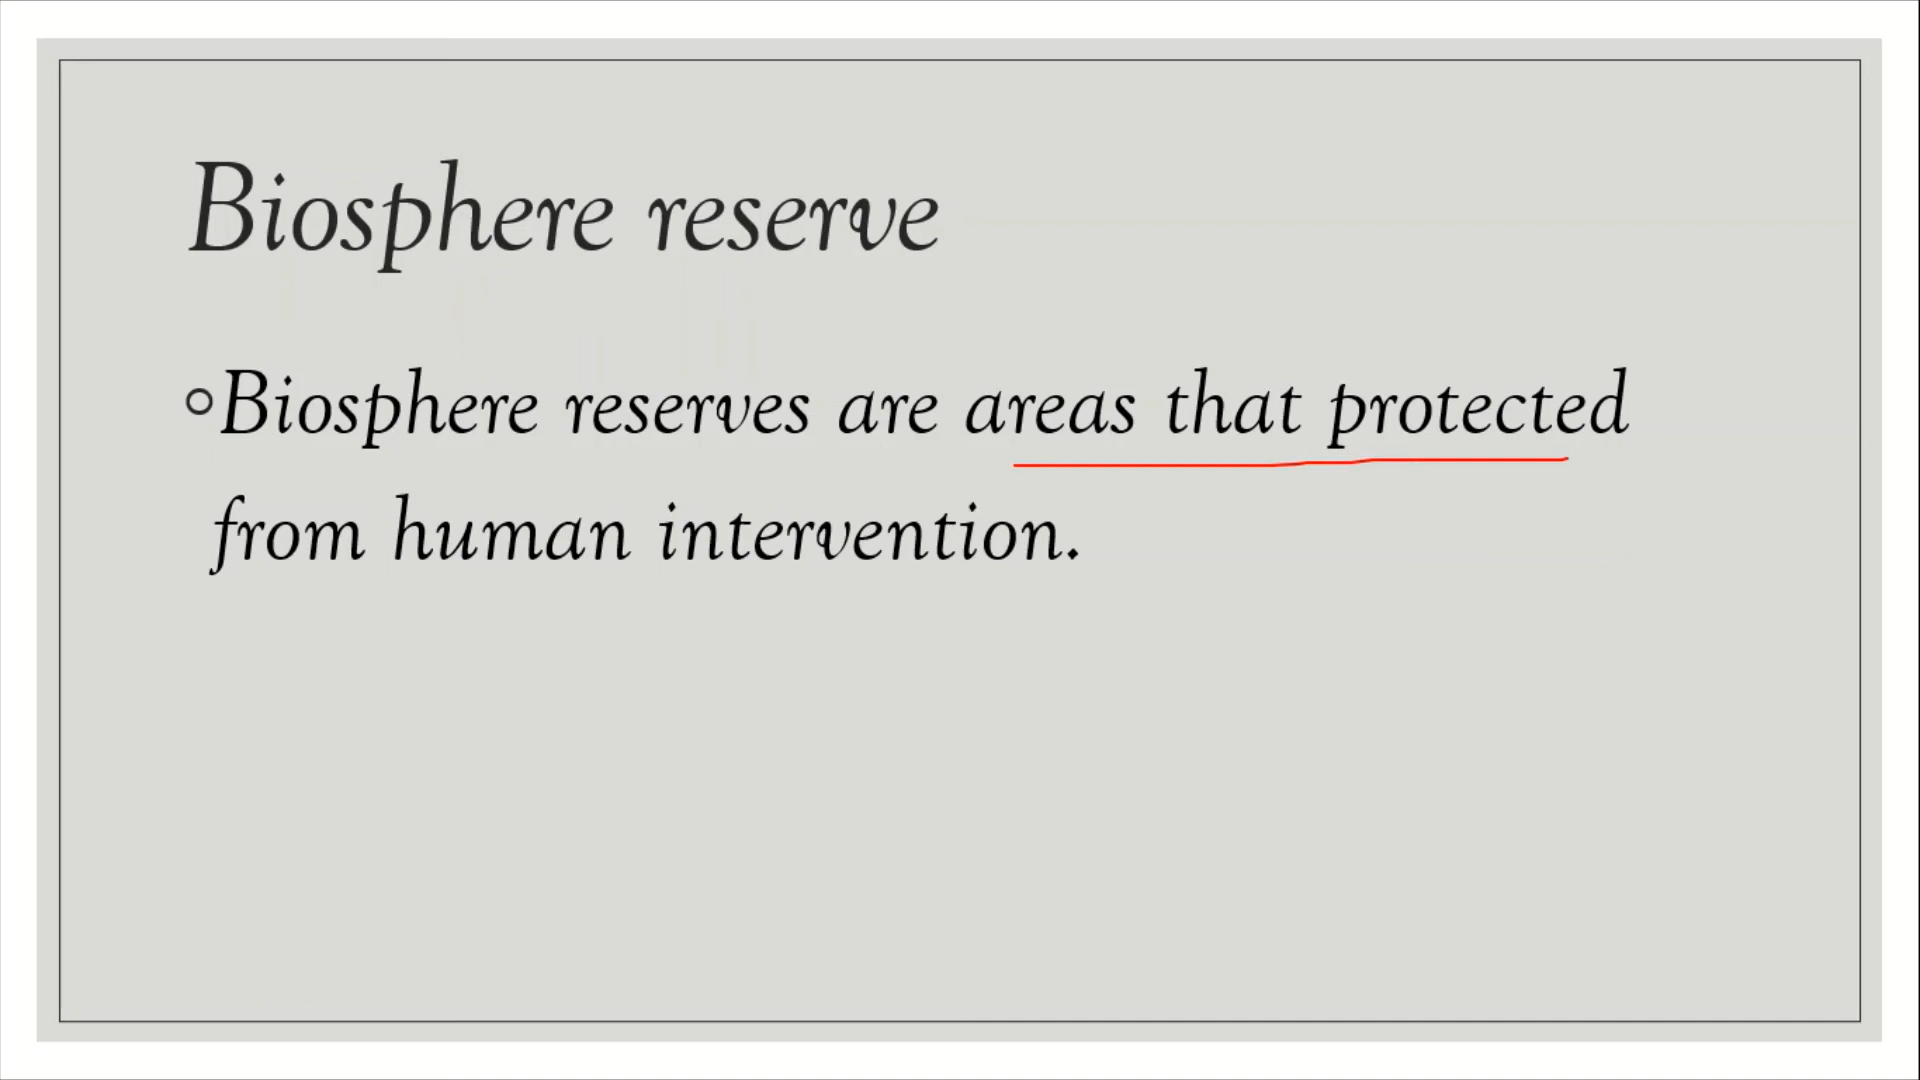 Biosphere reserve
Biosphere reserves are areas that protected
from human intervention.